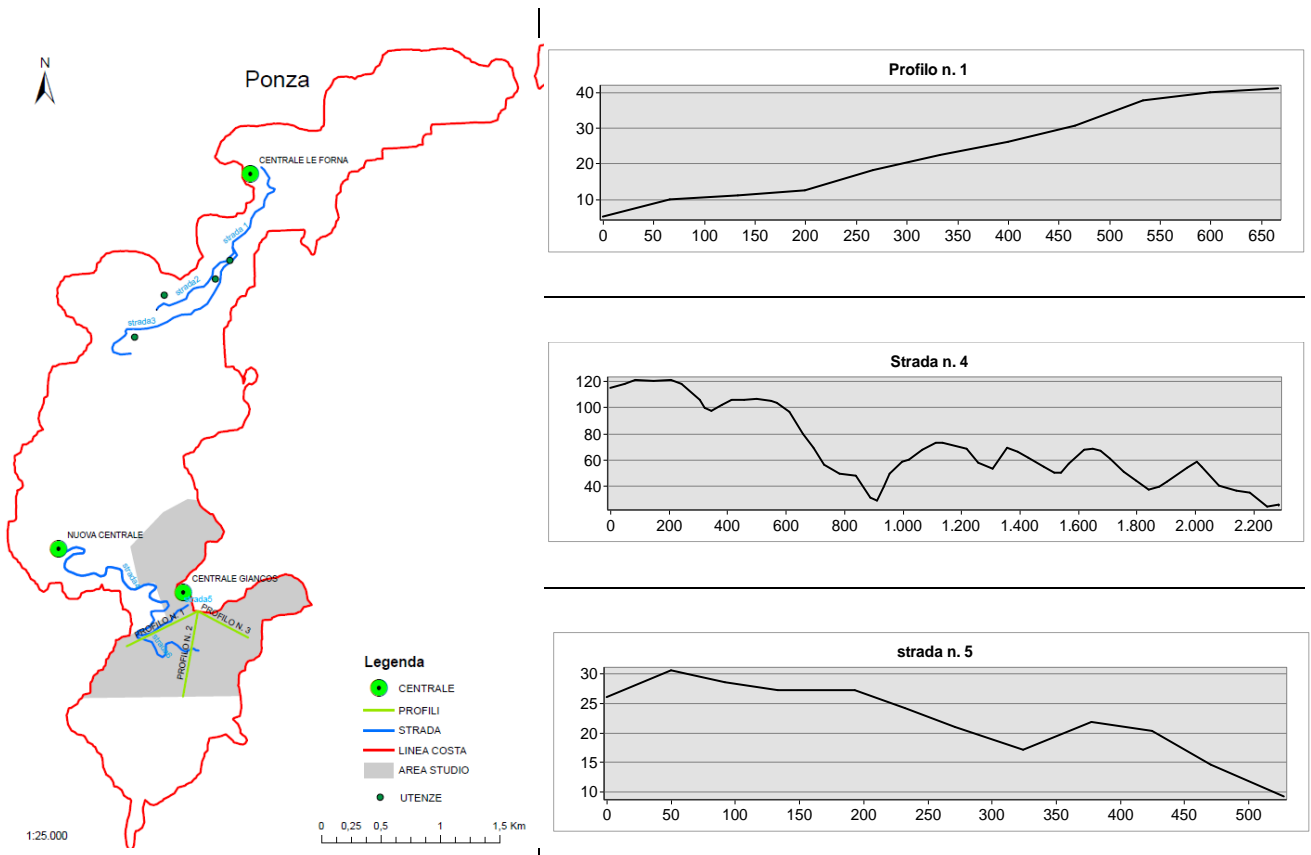 N
Ponza
CENTRALE LE FORNA
strada 1
strada2
strada3
NUOVA CENTRALE
CENTRALE GIANCOS
PROFILO N. 1
PROFILO N. 2
PROFILO N. 3
Legenda
CENTRALE
PROFILI
STRADA
LINEA COSTA
AREA STUDIO
UTENZE
1:25.000
0 0,25 0,5 1 1,5 Km
Profilo n. 1
40
30
20
10
0 50 100 150 200 250 300 350 400 450 500 550 600 650
Strada n. 4
120
100
80
60
40
0 200 400 600 800 1.000 1.200 1.400 1.600 1.800 2.000 2.200
strada n. 5
30
25
20
15
10
0 50 100 150 200 250 300 350 400 450 500